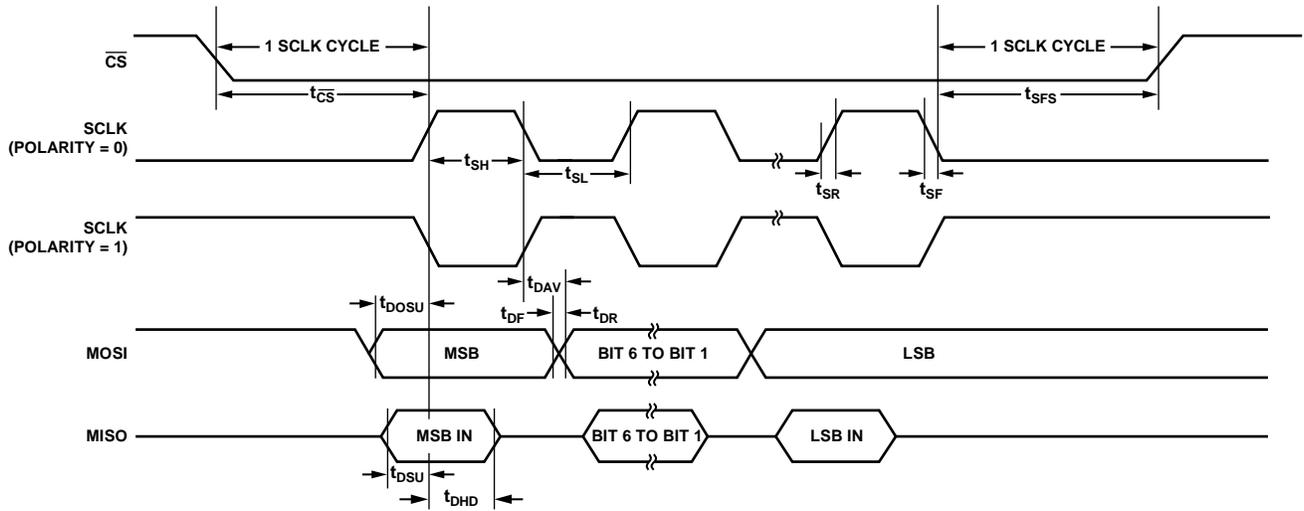 1 SCLK CYCLE
1 SCLK CYCLE
CS
tCS
tSFS
SCLK
(POLARITY = 0)
tSH
tSL
tSR
tSF
SCLK
(POLARITY = 1)
tDAV
tDOSU
tDF
tDR
MOSI
MSB
BIT 6 TO BIT 1
LSB
MISO
MSB IN
BIT 6 TO BIT 1
LSB IN
tDSU
tDHD